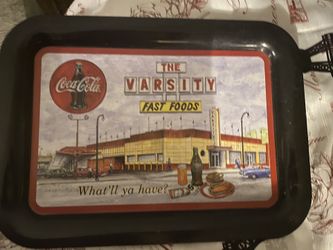 Coca-Cola
THE
VARSITY
FAST FOODS
What'll ya have?